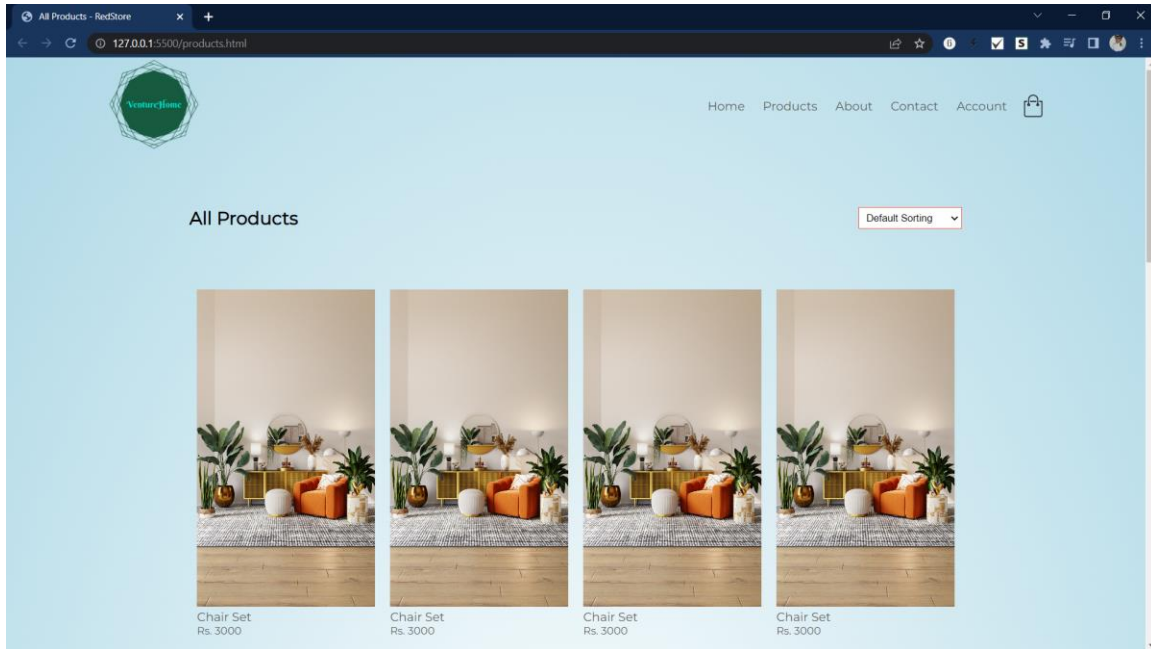 All Products - RedStore
127.0.0.1:5500/products.html
VentureHome
Home Products About Contact Account
All Products
Default Sorting
Chair Set Chair Set Chair Set Chair Set
Rs. 3000 Rs. 3000 Rs. 3000 Rs. 3000